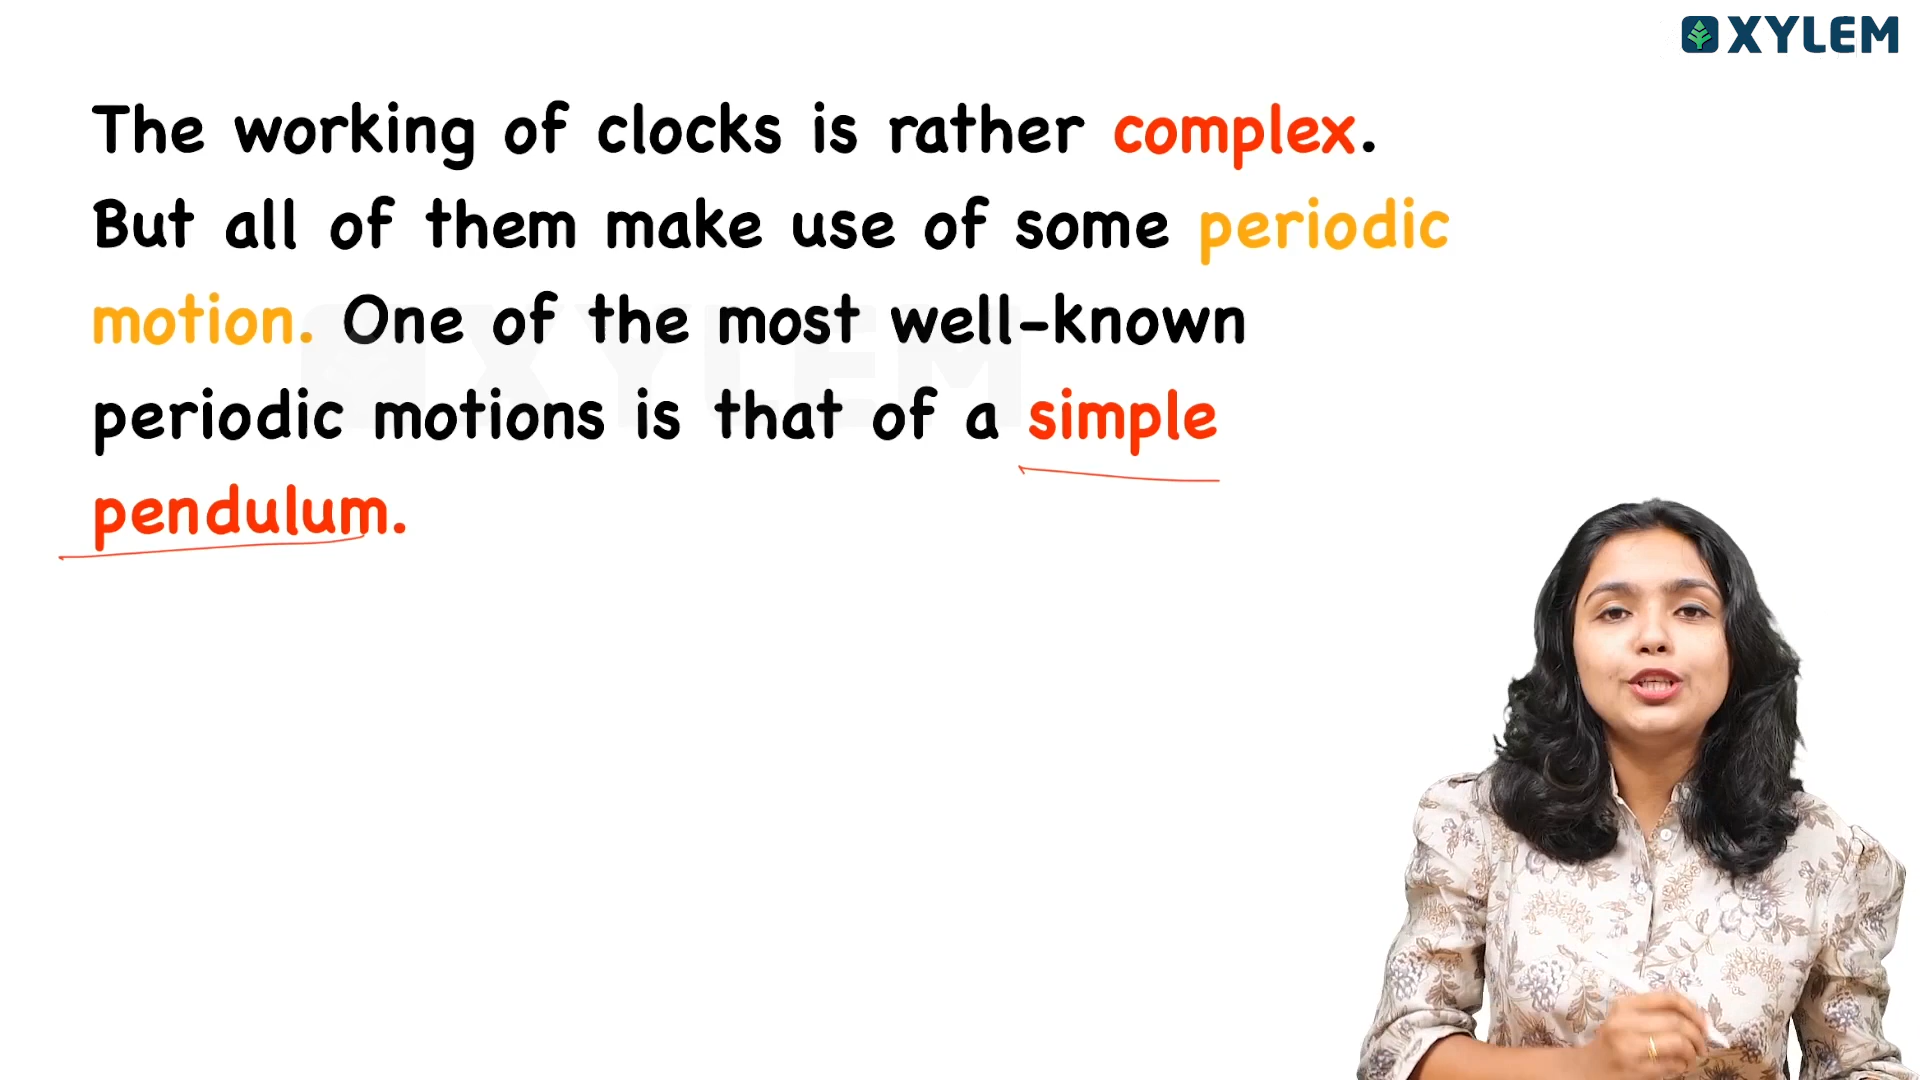 XYLEM
The working of clocks is rather complex.
But all of them make use of some periodic
motion. One of the most well-known
periodic motions is that of a simple
pendulum.
XYLEM